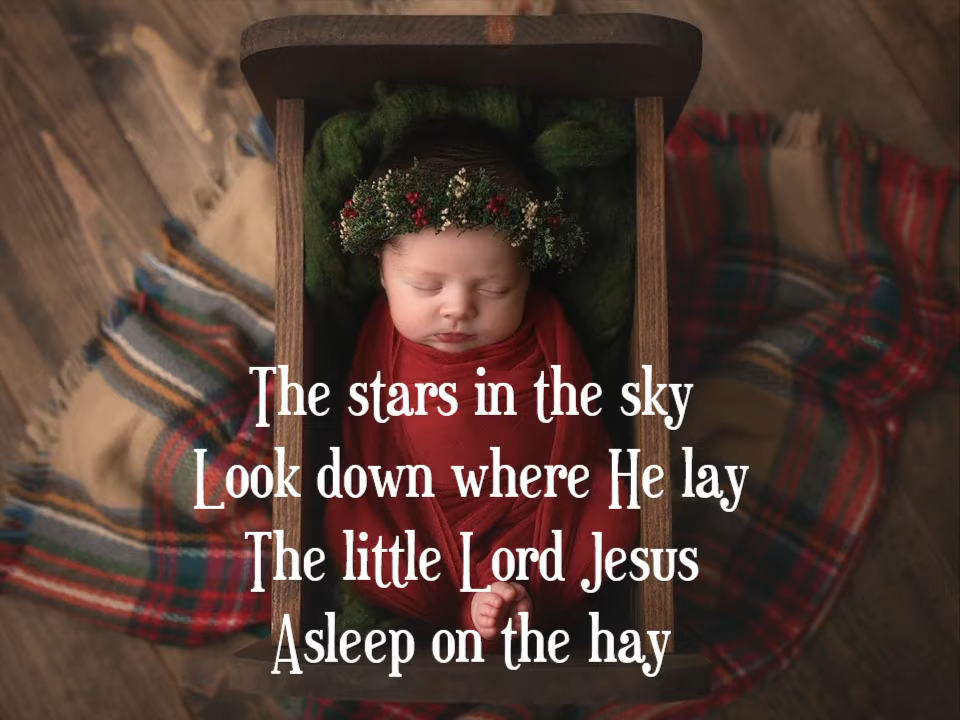 The stars in the sky
Look down where He lay
The little Lord Jesus
Asleep on the hay